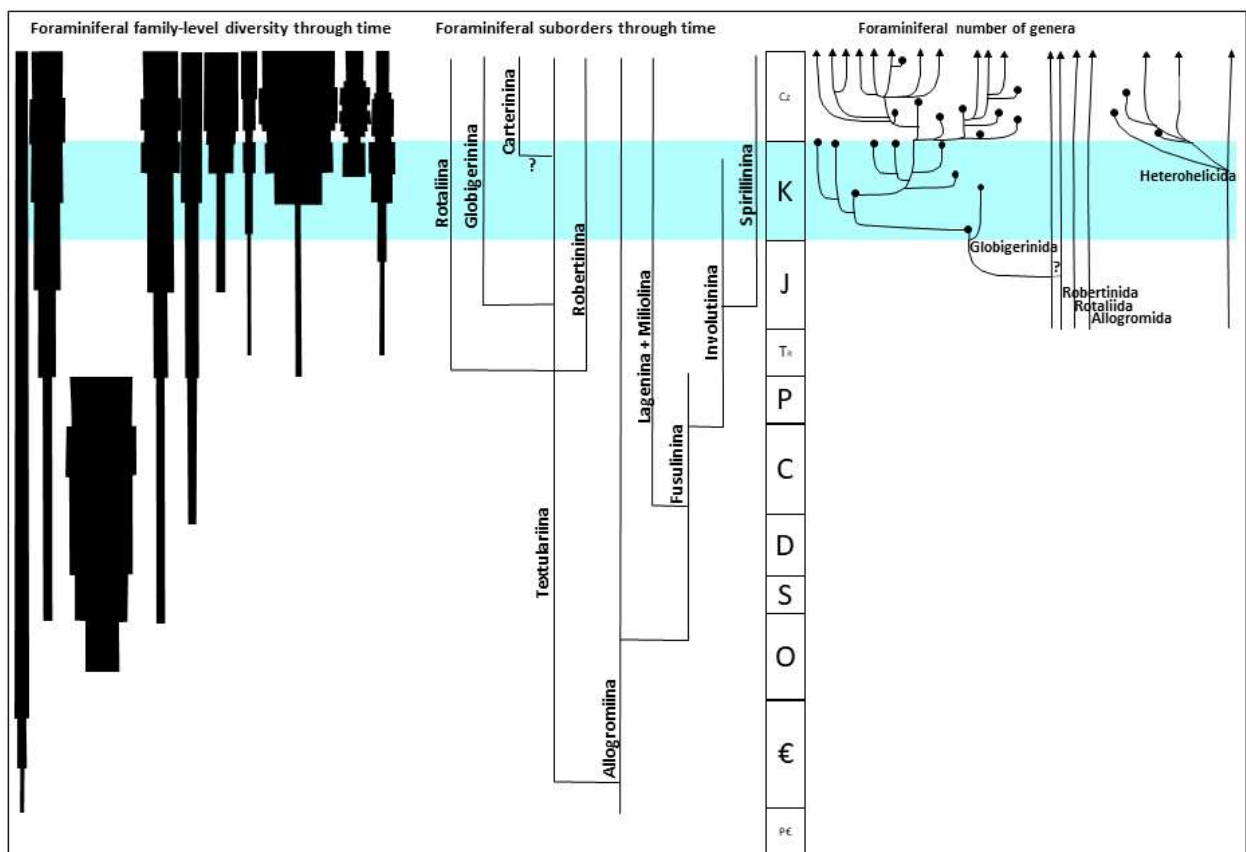 Foraminiferal family-level diversity through time
Foraminiferal suborders through time
Foraminiferal number of genera
Rotaliina
Globigerinina
Carterinina
?
Textulariina
Robertinina
Allogromiina
Lagenina + Miliolina
Fusulinina
Involutinina
Spirillinina
Cz
K
J
TR
P
C
D
S
O
€
P€
Heterohelicida
Globigerinida
?
Robertinida
Rotaliida
Allogromida